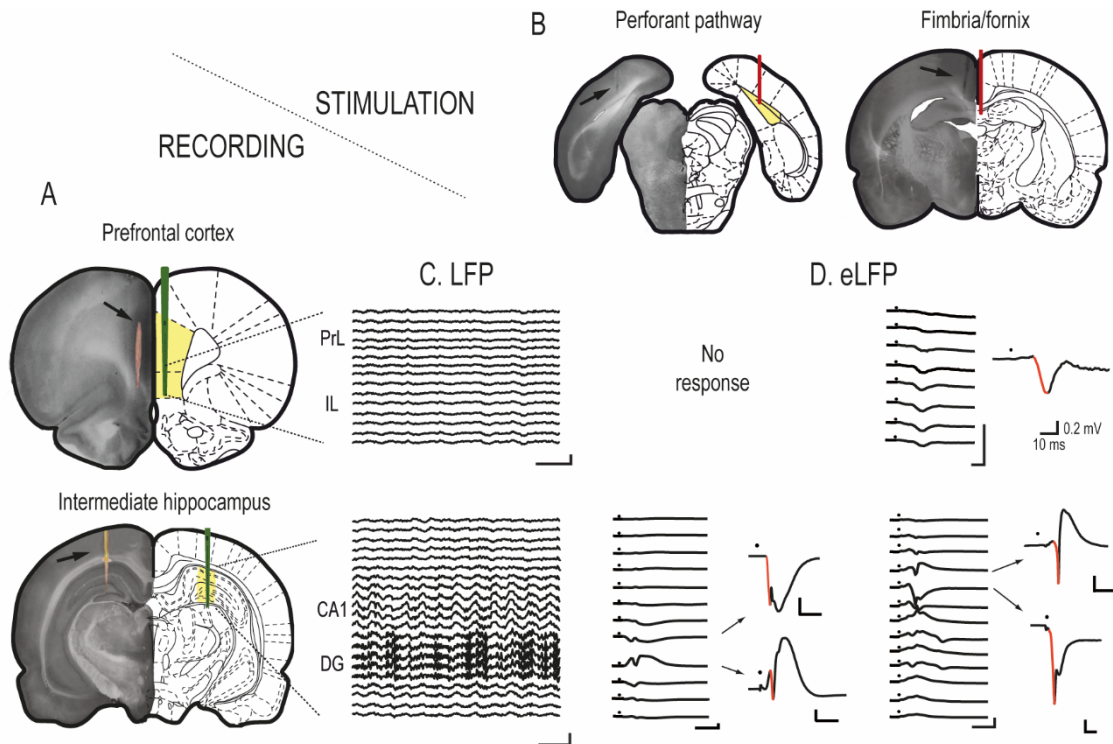 B
Perforant pathway
Fimbria/fornix
STIMULATION
RECORDING
A
Prefrontal cortex
C. LFP
D. eLFP
PrL
IL
No
response
0.2 mV
10 ms
Intermediate hippocampus
CA1
DG